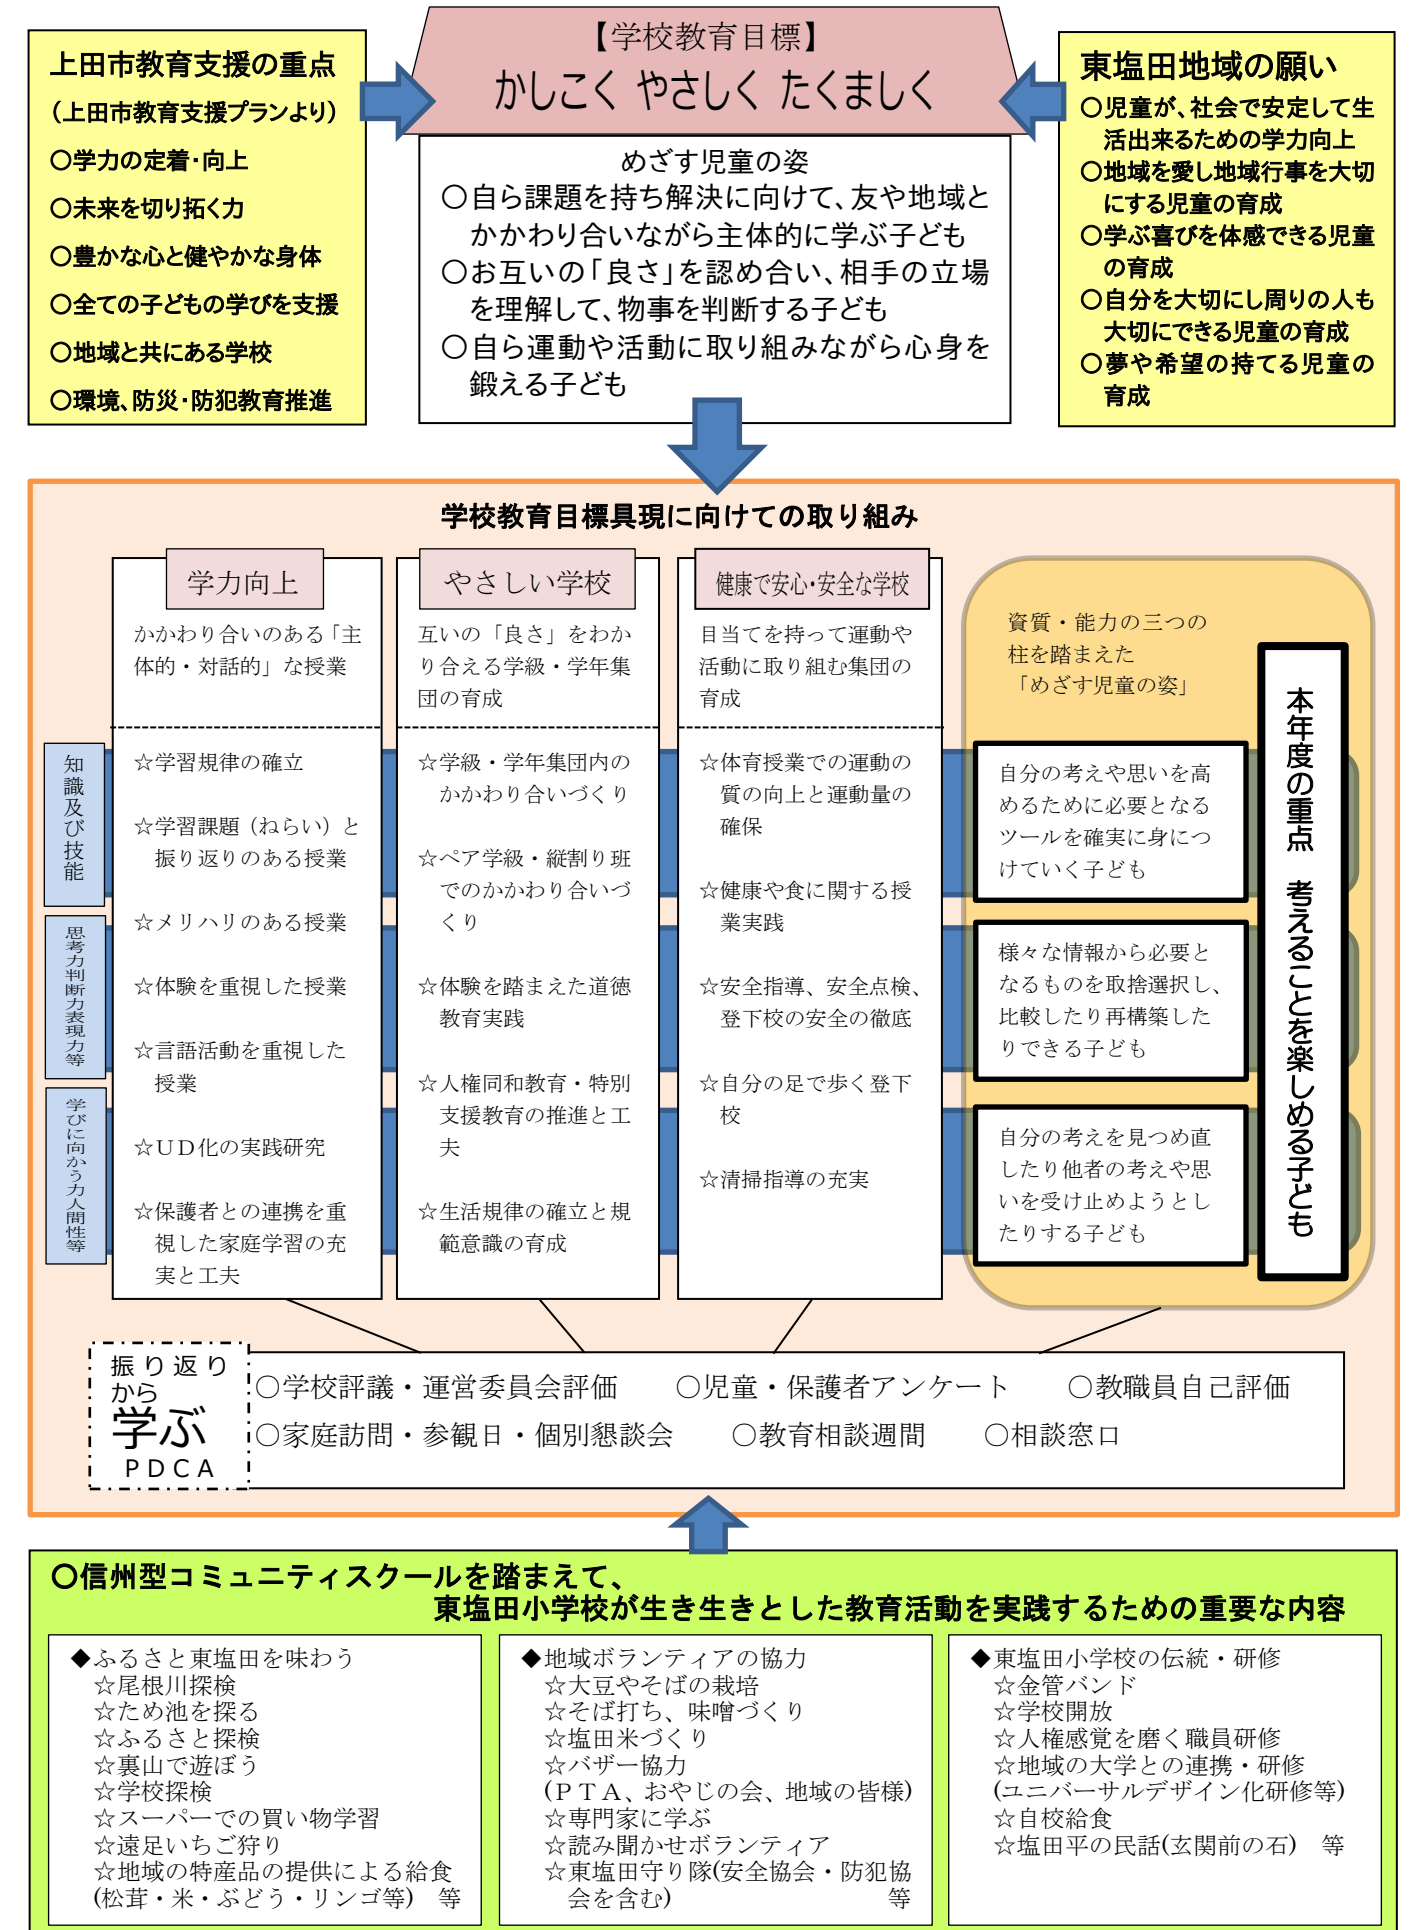 上田市教育支援の重点
（上田市教育支援プランより）
〇学力の定着・向上
〇未来を切り拓く力
〇豊かな心と健やかな身体
〇全ての子どもの学びを支援
〇地域と共にある学校
〇環境、防災・防犯教育推進
【学校教育目標】
かしこく やさしく たくましく
めざす児童の姿
○自ら課題を持ち解決に向けて、友や地域と
かかわり合いながら主体的に学ぶ子ども
○お互いの「良さ」を認め合い、相手の立場
を理解して、物事を判断する子ども
○自ら運動や活動に取り組みながら心身を
鍛える子ども
東塩田地域の願い
〇児童が、社会で安定して生
活出来るための学力向上
〇地域を愛し地域行事を大切
にする児童の育成
〇学ぶ喜びを体感できる児童
の育成
〇自分を大切にし周りの人も
大切にできる児童の育成
〇夢や希望の持てる児童の
育成
学校教育目標具現に向けての取り組み
学力向上
かかわり合いのある「主
体的・対話的」な授業
☆学習規律の確立
☆学習課題（ねらい）と
振り返りのある授業
☆メリハリのある授業
☆体験を重視した授業
☆言語活動を重視した
授業
☆ＵＤ化の実践研究
☆保護者との連携を重
視した家庭学習の充
実と工夫
やさしい学校
互いの「良さ」をわか
り合える学級・学年集
団の育成
☆学級・学年集団内の
かかわり合いづくり
☆ペア学級・縦割り班
でのかかわり合いづ
くり
☆体験を踏まえた道徳
教育実践
☆人権同和教育・特別
支援教育の推進と工
夫
☆生活規律の確立と規
範意識の育成
健康で安心・安全な学校
目当てを持って運動や
活動に取り組む集団の
育成
☆体育授業での運動の
質の向上と運動量の
確保
☆健康や食に関する授
業実践
☆安全指導、安全点検、
登下校の安全の徹底
☆自分の足で歩く登下
校
☆清掃指導の充実
知識及び技能
思考力判断力表現力等
学びに向かう力人間性等
資質・能力の三つの
柱を踏まえた
「めざす児童の姿」
自分の考えや思いを高
めるために必要となる
ツールを確実に身につ
けていく子ども
様々な情報から必要と
なるものを取捨選択し、
比較したり再構築した
りできる子ども
自分の考えを見つめ直
したり他者の考えや思
いを受け止めようとし
たりする子ども
本年度の重点　考えることを楽しめる子ども
振り返り
から
学ぶ
ＰＤＣＡ
○学校評議・運営委員会評価　○児童・保護者アンケート　○教職員自己評価
○家庭訪問・参観日・個別懇談会　○教育相談週間　○相談窓口
〇信州型コミュニティスクールを踏まえて、
東塩田小学校が生き生きとした教育活動を実践するための重要な内容
◆ふるさと東塩田を味わう
☆尾根川探検
☆ため池を探る
☆ふるさと探検
☆裏山で遊ぼう
☆学校探検
☆スーパーでの買い物学習
☆遠足いちご狩り
☆地域の特産品の提供による給食
(松茸・米・ぶどう・リンゴ等)　等
◆地域ボランティアの協力
☆大豆やそばの栽培
☆そば打ち、味噌づくり
☆塩田米づくり
☆バザー協力
(ＰＴＡ、おやじの会、地域の皆様)
☆専門家に学ぶ
☆読み聞かせボランティア
☆東塩田守り隊(安全協会・防犯協
会を含む)　等
◆東塩田小学校の伝統・研修
☆金管バンド
☆学校開放
☆人権感覚を磨く職員研修
☆地域の大学との連携・研修
(ユニバーサルデザイン化研修等)
☆自校給食
☆塩田平の民話(玄関前の石)　等